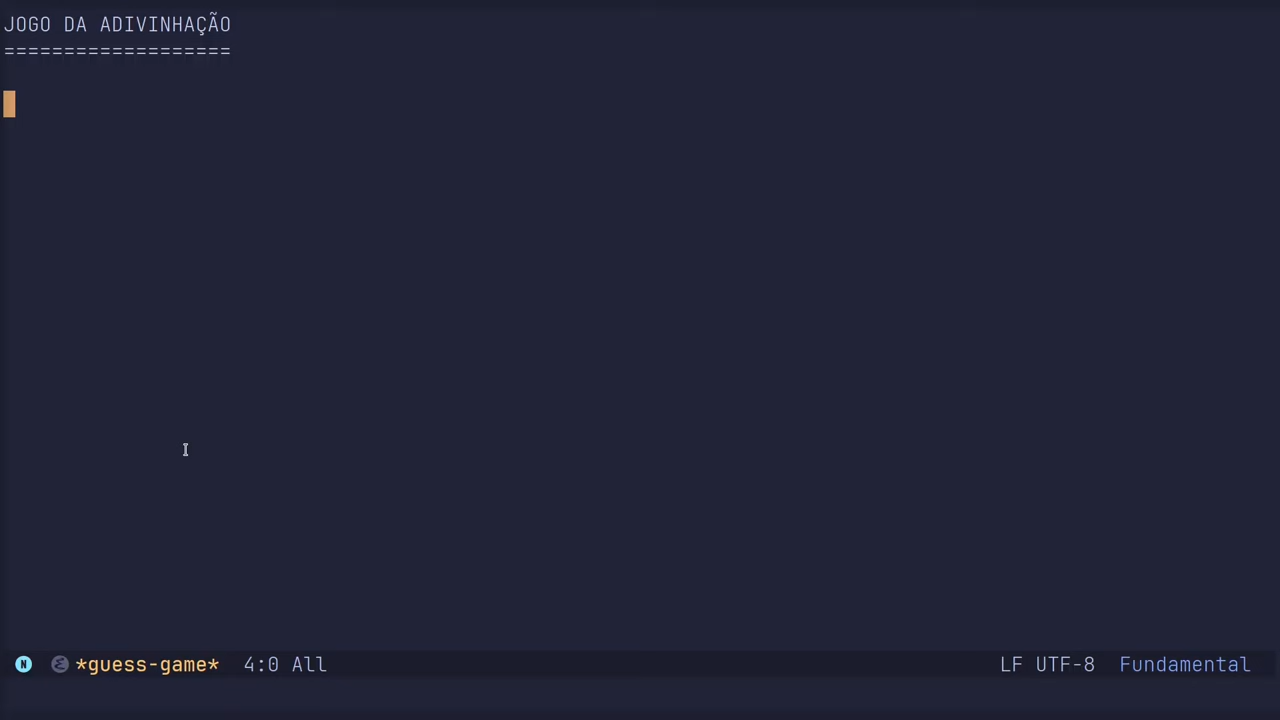 JOGO DA ADIVINHAÇÃO
===================
N *guess-game* 4:0 All LF UTF-8 Fundamental